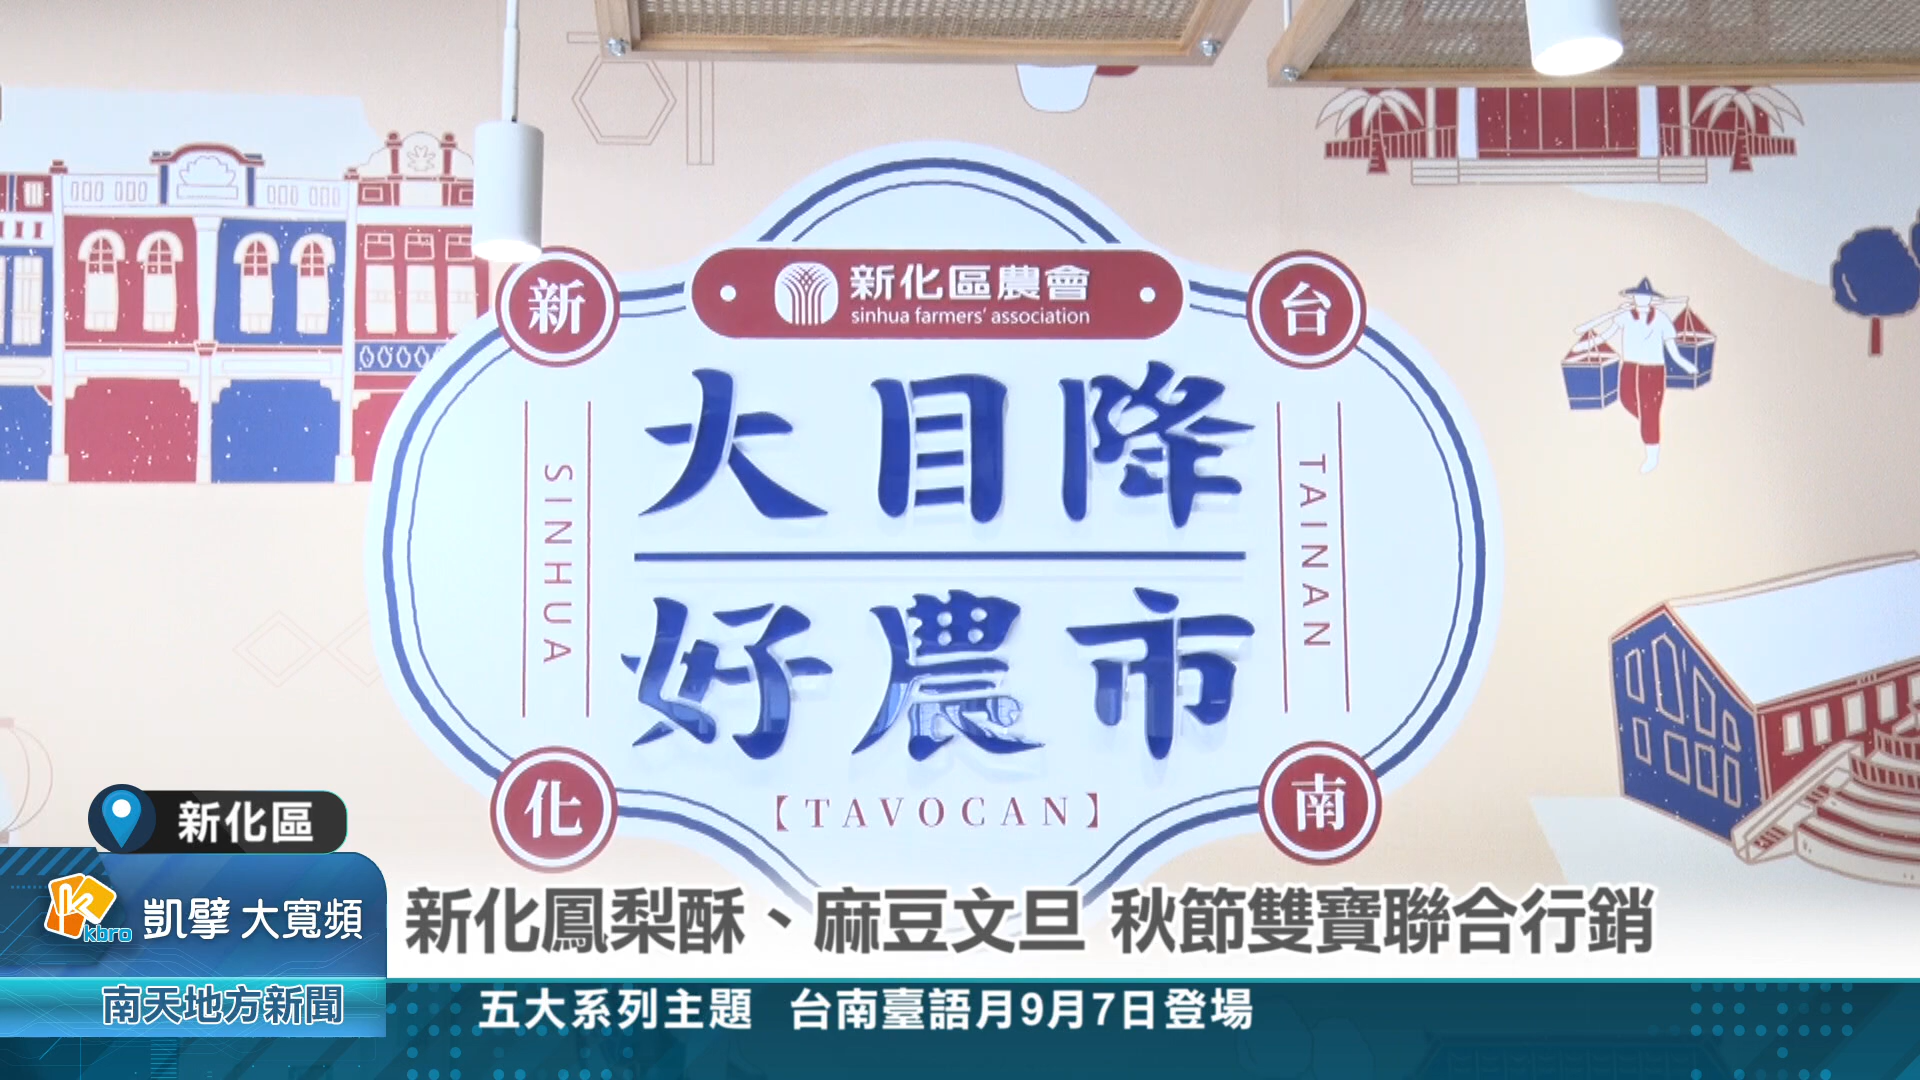 新化區農會
sinhua farmers' association
新
台
大目降
SINHUA
TAINAN
好農市
化
南
【TAVOCAN】
新化區
kbro 凱擘大寬頻
新化鳳梨酥、麻豆文旦 秋節雙寶聯合行銷
南天地方新聞
五大系列主題 台南臺語月9月7日登場